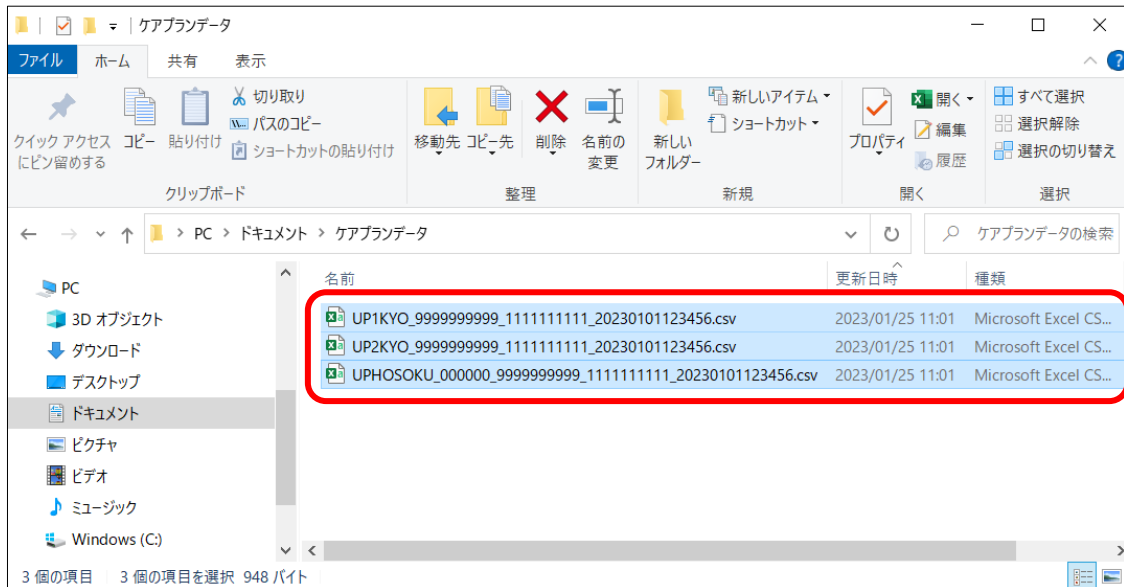 ケアプランデータ
ファイル ホーム 共有 表示
クイック アクセス
にピン留めする
コピー
貼り付け
切り取り
パスのコピー
ショートカットの貼り付け
クリップボード
移動先
コピー先
削除
名前の
変更
整理
新しい
フォルダー
新しいアイテム
ショートカット
新規
プロパティ
開く
編集
履歴
開く
すべて選択
選択解除
選択の切り替え
選択
PC > ドキュメント > ケアプランデータ
ケアプランデータの検索
PC
3D オブジェクト
ダウンロード
デスクトップ
ドキュメント
ピクチャ
ビデオ
ミュージック
Windows (C:)
名前 更新日時 種類
UP1KYO_9999999999_1111111111_20230101123456.csv 2023/01/25 11:01 Microsoft Excel CS...
UP2KYO_9999999999_1111111111_20230101123456.csv 2023/01/25 11:01 Microsoft Excel CS...
UPHOSOKU_000000_9999999999_1111111111_20230101123456.csv 2023/01/25 11:01 Microsoft Excel CS...
3 個の項目 3 個の項目を選択 948 バイト